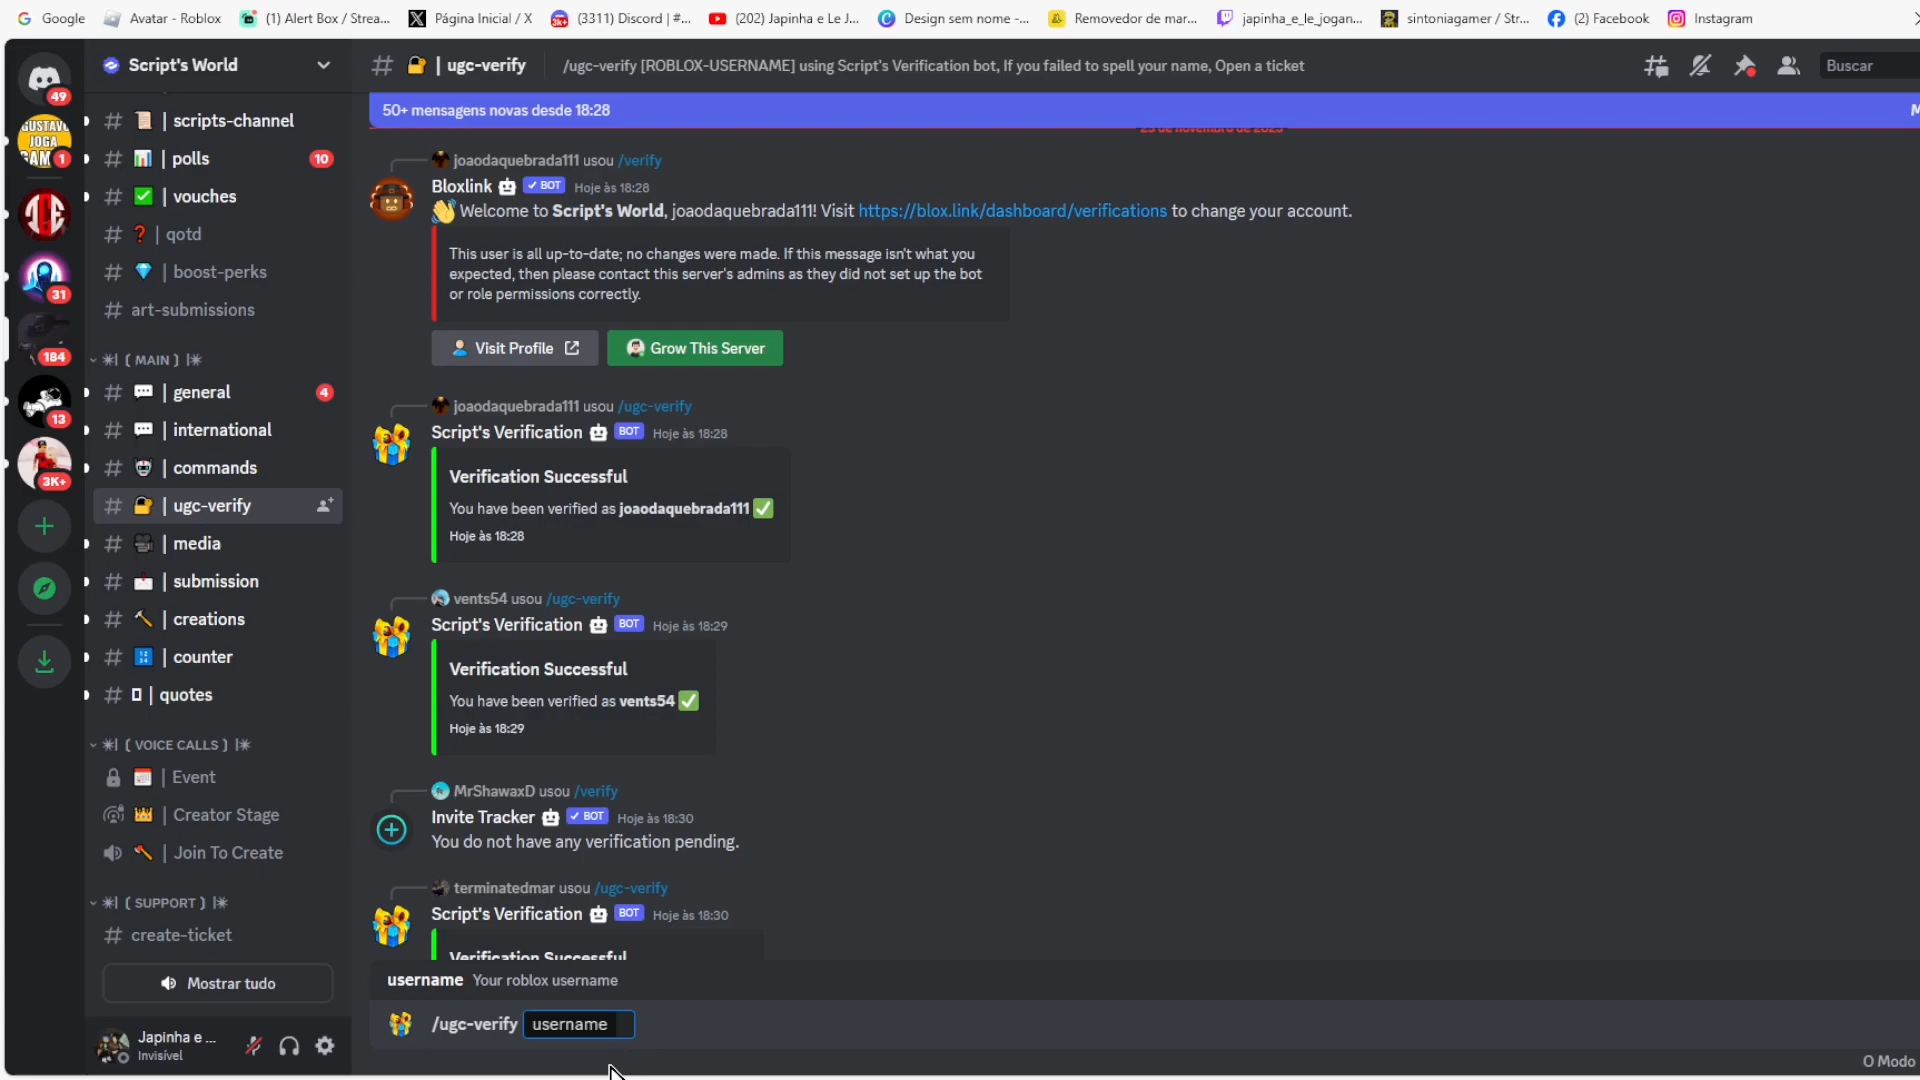 Google
Avatar - Roblox
(1) Alert Box / Strea...
Página Inicial / X
(3311) Discord | #...
(202) Japinha e Le J...
Design sem nome -...
Removedor de mar...
japinha_e_le_jogan...
sintoniagamer / Str...
(2) Facebook
Instagram
49
GUSTAVO
JOGA
GAM
1
31
184
13
3K+
Script's World
# | scripts-channel
# | polls
10
# | vouches
# | qotd
# | boost-perks
# art-submissions
( MAIN )
# | general
4
# | international
# | commands
# | ugc-verify
# | media
# | submission
# | creations
# | counter
# | quotes
( VOICE CALLS )
| Event
| Creator Stage
| Join To Create
( SUPPORT )
# create-ticket
Mostrar tudo
Japinha e ...
Invisível
# | ugc-verify
/ugc-verify [ROBLOX-USERNAME] using Script's Verification bot, If you failed to spell your name, Open a ticket
Buscar
50+ mensagens novas desde 18:28
M
joaodaquebrada111 usou /verify
Bloxlink BOT Hoje às 18:28
Welcome to Script's World, joaodaquebrada111! Visit https://blox.link/dashboard/verifications to change your account.
This user is all up-to-date; no changes were made. If this message isn't what you
expected, then please contact this server's admins as they did not set up the bot
or role permissions correctly.
Visit Profile
Grow This Server
joaodaquebrada111 usou /ugc-verify
Script's Verification BOT Hoje às 18:28
Verification Successful
You have been verified as joaodaquebrada111
Hoje às 18:28
vents54 usou /ugc-verify
Script's Verification BOT Hoje às 18:29
Verification Successful
You have been verified as vents54
Hoje às 18:29
MrShawaxD usou /verify
Invite Tracker BOT Hoje às 18:30
You do not have any verification pending.
terminatedmar usou /ugc-verify
Script's Verification BOT Hoje às 18:30
Verification Successful
username Your roblox username
/ugc-verify username
O Modo